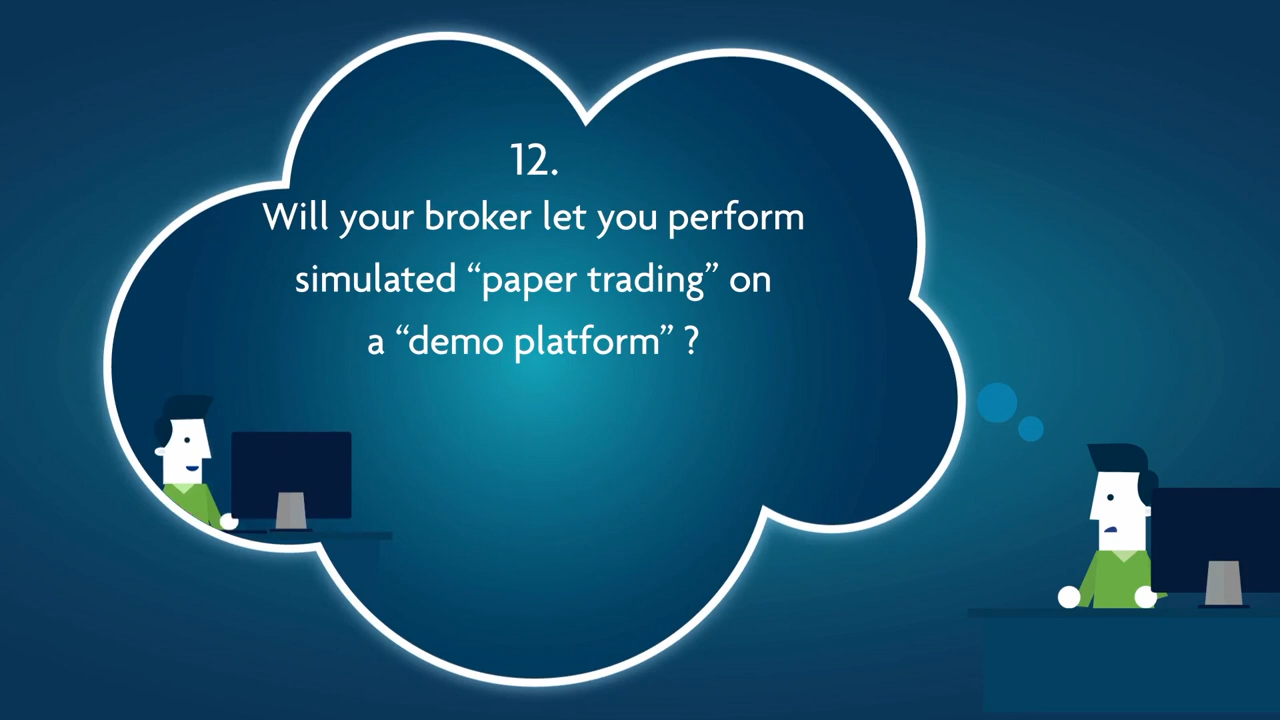 12.
Will your broker let you perform
simulated “paper trading” on
a “demo platform” ?